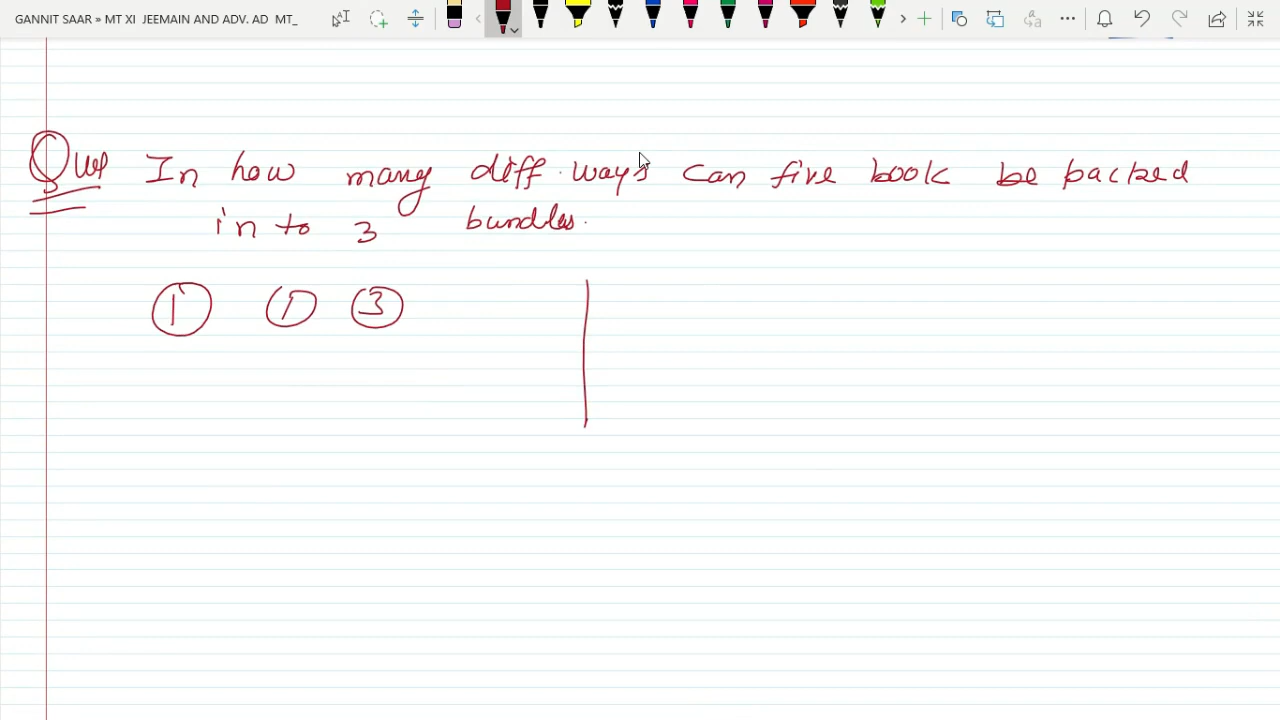 GANNIT SAAR » MT XI JEEMAIN AND ADV. AD MT_
Que In how many diff ways can five book be packed
in to 3 bundles.
1 1 3